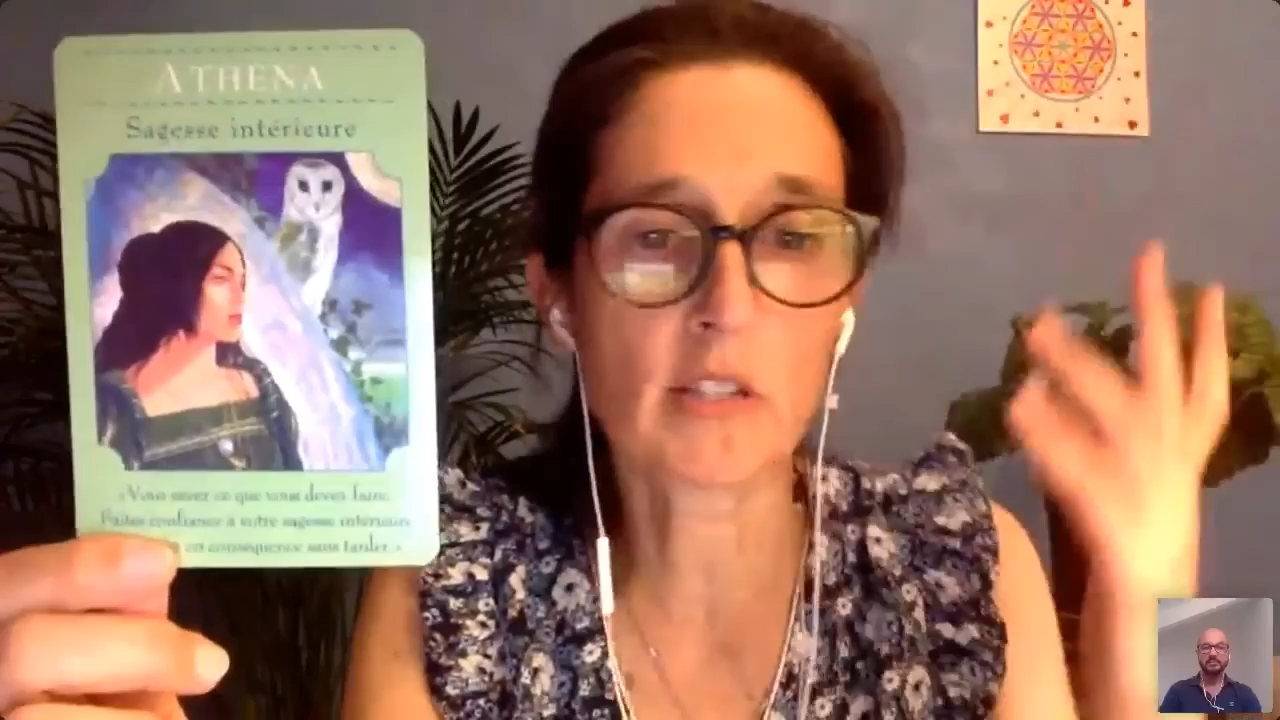 ATHENA
Sagesse intérieure
«Vous savez ce que vous devez faire.
Faites confiance à votre sagesse intérieure
en conséquence sans tarder.»